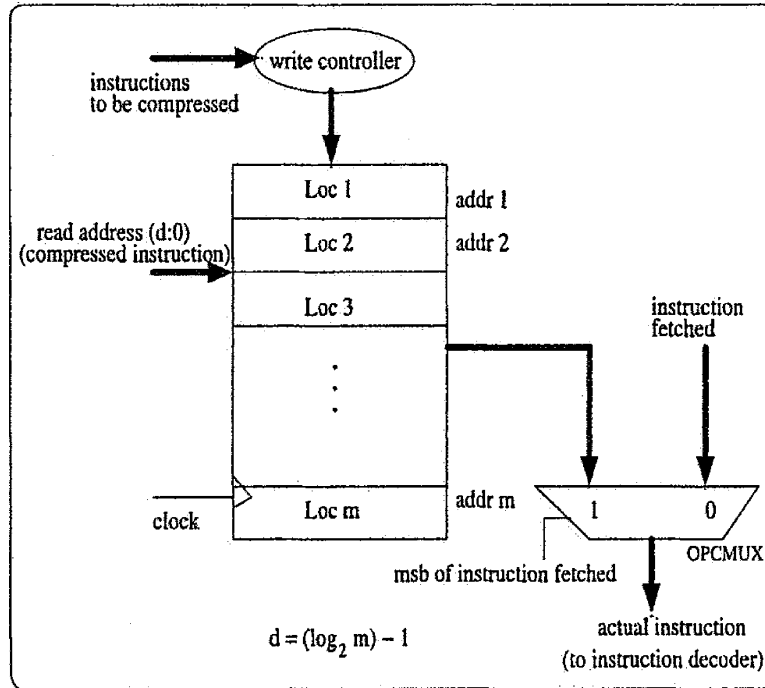 write controller
instructions
to be compressed
Loc 1
addr 1
read address (d:0)
(compressed instruction)
Loc 2
addr 2
Loc 3
instruction
fetched
clock
Loc m
addr m
1
0
OPCMUX
msb of instruction fetched
d = (log₂ m) – 1
actual instruction
(to instruction decoder)